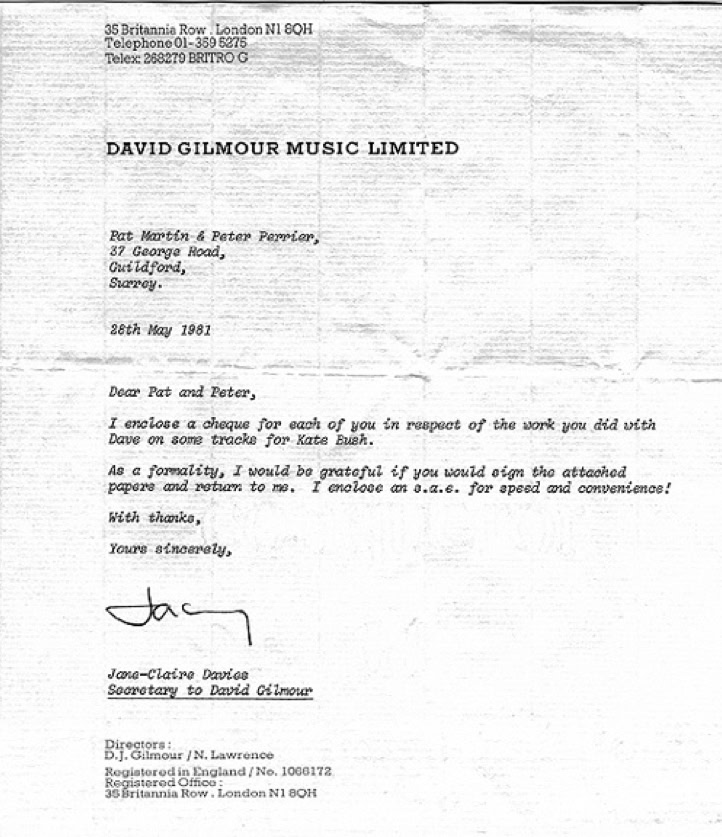 35 Britannia Row . London N1 8QH
Telephone 01-359 5275
Telex: 268279 BRITRO G
DAVID GILMOUR MUSIC LIMITED
Pat Martin & Peter Perrier,
37 George Road,
Guildford,
Surrey.
28th May 1981
Dear Pat and Peter,
I enclose a cheque for each of you in respect of the work you did with
Dave on some tracks for Kate Bush.
As a formality, I would be grateful if you would sign the attached
papers and return to me. I enclose an s.a.e. for speed and convenience!
With thanks,
Yours sincerely,
Jane-Claire Davies
Secretary to David Gilmour
Directors :
D.J. Gilmour / N. Lawrence
Registered in England / No. 1066172
Registered Office :
35 Britannia Row . London N1 8QH